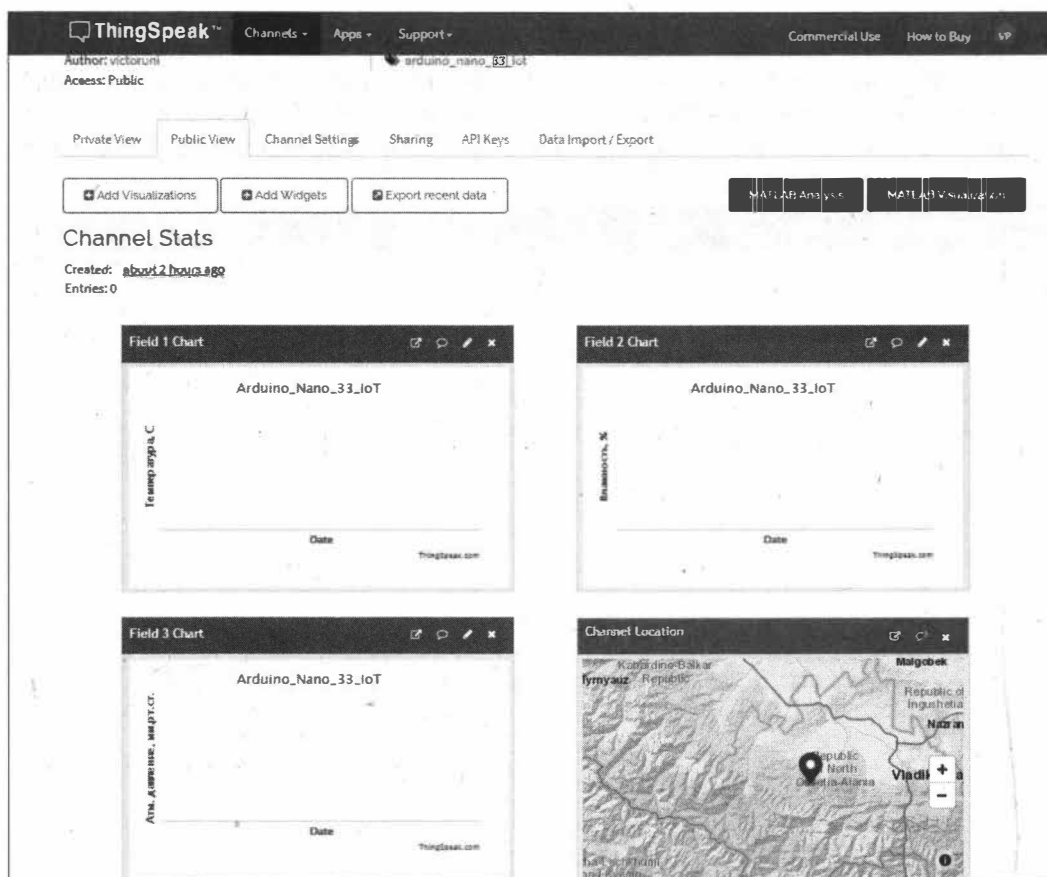 ThingSpeak™ Channels Apps Support Commercial Use How to Buy VP
Author: victoruni arduino_nano_33_iot
Access: Public
Private View Public View Channel Settings Sharing API Keys Data Import / Export
Add Visualizations Add Widgets Export recent data MATLAB Analysis MATLAB Visualization
Channel Stats
Created: about 2 hours ago
Entries: 0
Field 1 Chart
Arduino_Nano_33_IoT
Температура, С
Date
ThingSpeak.com
Field 2 Chart
Arduino_Nano_33_IoT
Влажность, %
Date
ThingSpeak.com
Field 3 Chart
Arduino_Nano_33_IoT
Атм. давление, мм.рт.ст.
Date
ThingSpeak.com
Channel Location
Kabardino-Balkar
Republic
Tyrnyauz
Malgobek
Republic of
Ingushetia
Nazran
Republic
North
Ossetia-Alania
+
−